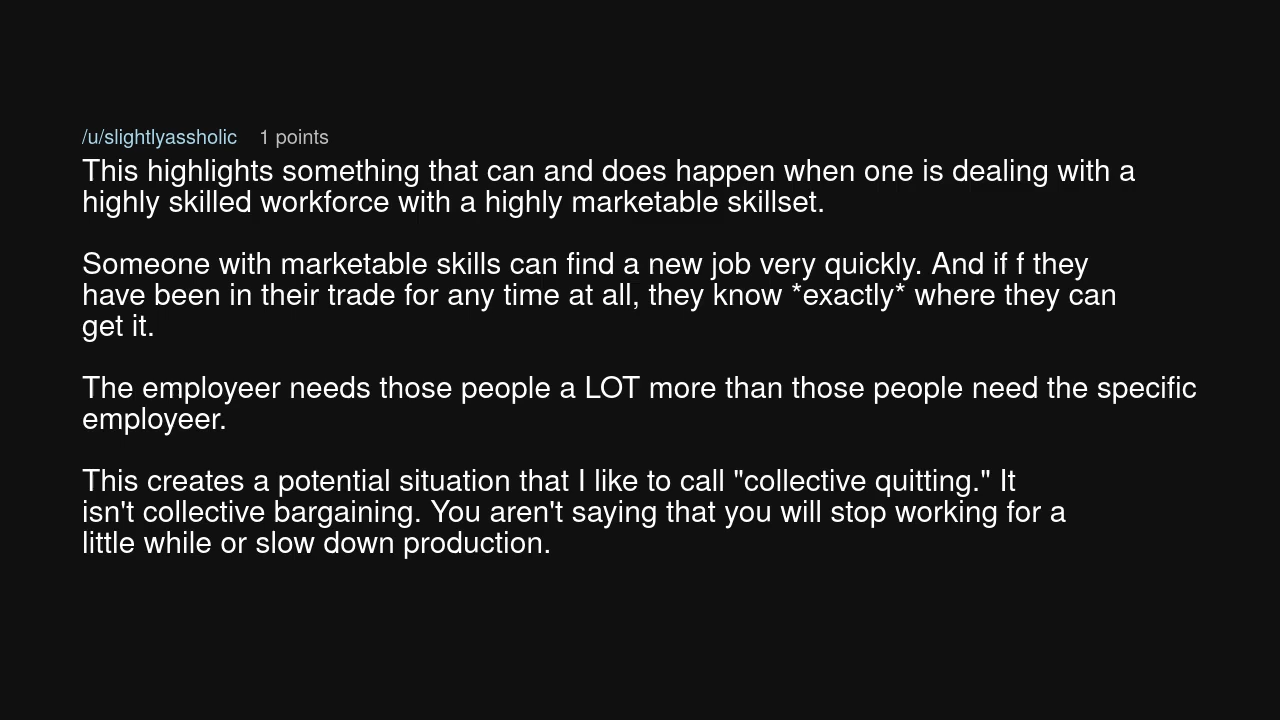 /u/slightlyassholic 1 points
This highlights something that can and does happen when one is dealing with a
highly skilled workforce with a highly marketable skillset.
Someone with marketable skills can find a new job very quickly. And if f they
have been in their trade for any time at all, they know *exactly* where they can
get it.
The employeer needs those people a LOT more than those people need the specific
employeer.
This creates a potential situation that I like to call "collective quitting." It
isn't collective bargaining. You aren't saying that you will stop working for a
little while or slow down production.